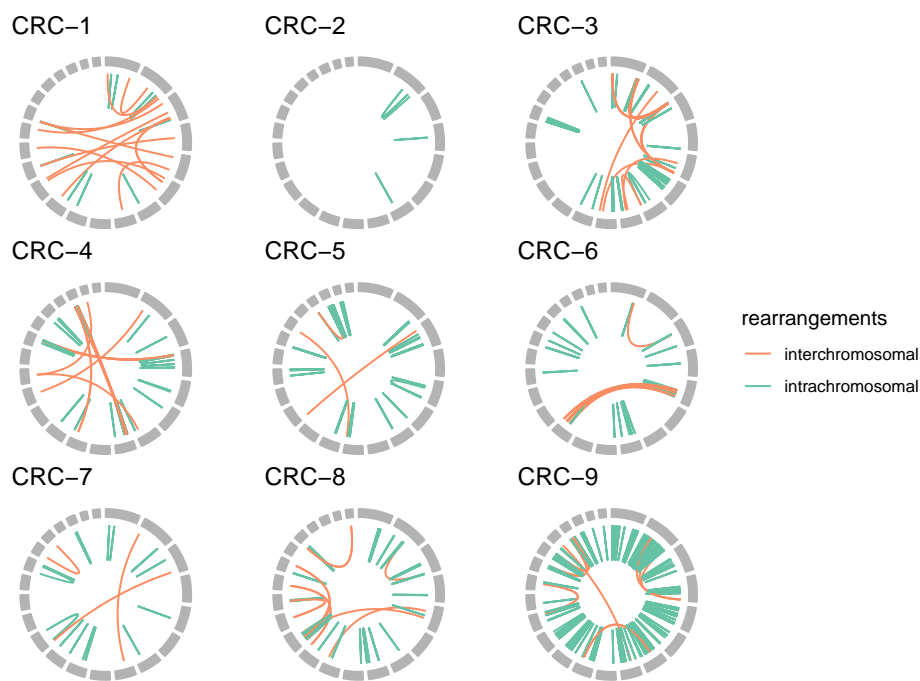 CRC−1
CRC−2
CRC−3
CRC−4
CRC−5
CRC−6
rearrangements
interchromosomal
intrachromosomal
CRC−7
CRC−8
CRC−9